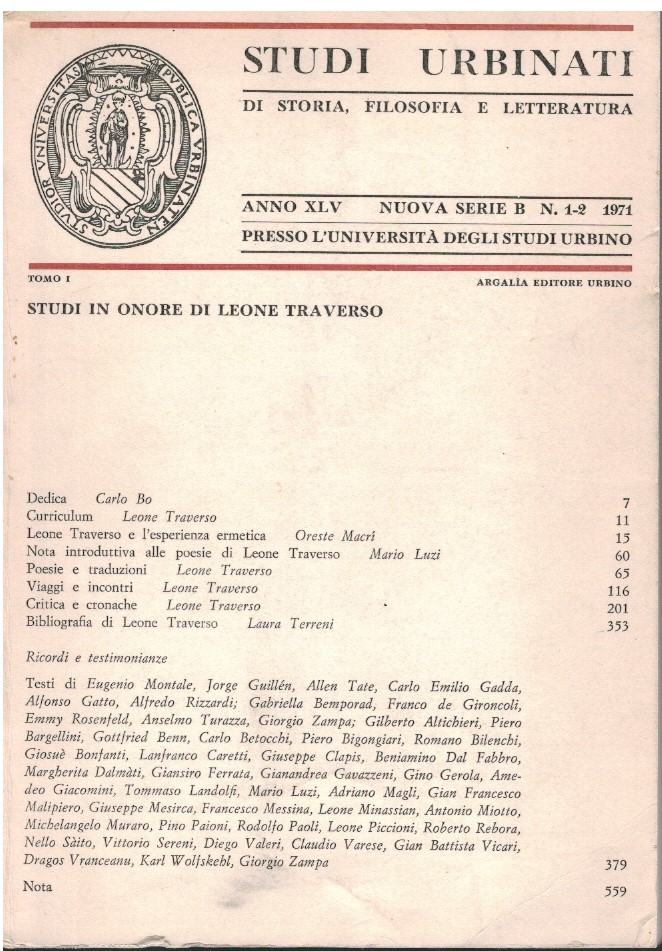 STUDIOR VNIVERSITAS PVBLICA VRBINATEN
STUDI URBINATI
DI STORIA, FILOSOFIA E LETTERATURA
ANNO XLV NUOVA SERIE B N. 1-2 1971
PRESSO L'UNIVERSITÀ DEGLI STUDI URBINO
TOMO I
ARGALÌA EDITORE URBINO
STUDI IN ONORE DI LEONE TRAVERSO
Dedica Carlo Bo 7
Curriculum Leone Traverso 11
Leone Traverso e l'esperienza ermetica Oreste Macrí 15
Nota introduttiva alle poesie di Leone Traverso Mario Luzi 60
Poesie e traduzioni Leone Traverso 65
Viaggi e incontri Leone Traverso 116
Critica e cronache Leone Traverso 201
Bibliografia di Leone Traverso Laura Terreni 353
Ricordi e testimonianze
Testi di Eugenio Montale, Jorge Guillén, Allen Tate, Carlo Emilio Gadda,
Alfonso Gatto, Alfredo Rizzardi; Gabriella Bemporad, Franco de Gironcoli,
Emmy Rosenfeld, Anselmo Turazza, Giorgio Zampa; Gilberto Altichieri, Piero
Bargellini, Gottfried Benn, Carlo Betocchi, Piero Bigongiari, Romano Bilenchi,
Giosuè Bonfanti, Lanfranco Caretti, Giuseppe Clapis, Beniamino Dal Fabbro,
Margherita Dalmàti, Giansiro Ferrata, Gianandrea Gavazzeni, Gino Gerola, Ame-
deo Giacomini, Tommaso Landolfi, Mario Luzi, Adriano Magli, Gian Francesco
Malipiero, Giuseppe Mesirca, Francesco Messina, Leone Minassian, Antonio Miotto,
Michelangelo Muraro, Pino Paioni, Rodolfo Paoli, Leone Piccioni, Roberto Rebora,
Nello Sàito, Vittorio Sereni, Diego Valeri, Claudio Varese, Gian Battista Vicari,
Dragos Vranceanu, Karl Wolfskehl, Giorgio Zampa 379
Nota 559